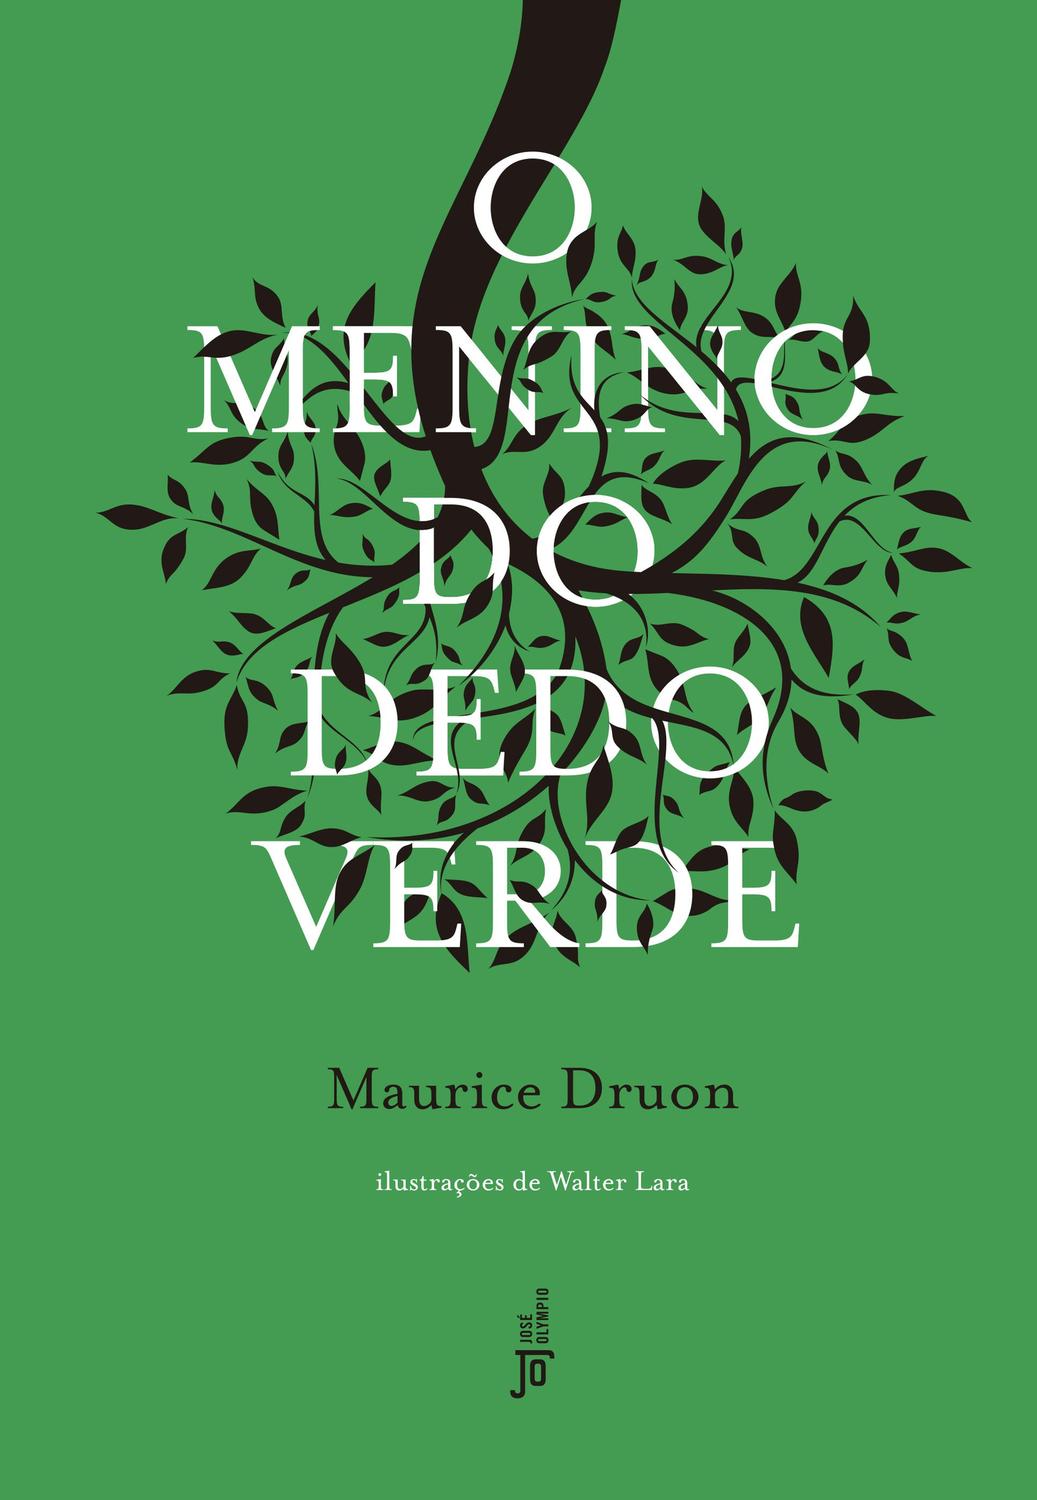 O
MENINO
DO
DEDO
VERDE
Maurice Druon
ilustrações de Walter Lara
JOSÉ
OLYMPIO
JO